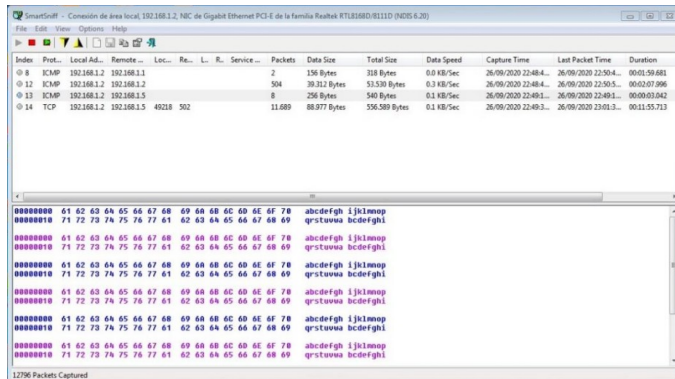 SmartSniff - Conexión de área local, 192.168.1.2, NIC de Gigabit Ethernet PCI-E de la familia Realtek RTL8168D/8111D (NDIS 6.20)
File Edit View Options Help
Index Prot... Local Ad... Remote ... Loc... Re... L... R.. Service ... Packets Data Size Total Size Data Speed Capture Time Last Packet Time Duration
8 ICMP 192.168.1.2 192.168.1.1 2 156 Bytes 318 Bytes 0.0 KB/Sec 26/09/2020 22:48:4... 26/09/2020 22:50:4... 00:01:59.681
12 ICMP 192.168.1.2 192.168.1.2 504 39.312 Bytes 53.530 Bytes 0.3 KB/Sec 26/09/2020 22:48:4... 26/09/2020 22:50:5... 00:02:07.996
13 ICMP 192.168.1.2 192.168.1.5 8 256 Bytes 540 Bytes 0.1 KB/Sec 26/09/2020 22:49:1... 26/09/2020 22:49:1... 00:00:03.042
14 TCP 192.168.1.2 192.168.1.5 49218 502 11.689 88.977 Bytes 556.589 Bytes 0.1 KB/Sec 26/09/2020 22:49:3... 26/09/2020 23:01:3... 00:11:55.713
00000000 61 62 63 64 65 66 67 68 69 6A 6B 6C 6D 6E 6F 70 abcdefgh ijklmnop
00000010 71 72 73 74 75 76 77 61 62 63 64 65 66 67 68 69 qrstuvwa bcdefghi
00000000 61 62 63 64 65 66 67 68 69 6A 6B 6C 6D 6E 6F 70 abcdefgh ijklmnop
00000010 71 72 73 74 75 76 77 61 62 63 64 65 66 67 68 69 qrstuvwa bcdefghi
00000000 61 62 63 64 65 66 67 68 69 6A 6B 6C 6D 6E 6F 70 abcdefgh ijklmnop
00000010 71 72 73 74 75 76 77 61 62 63 64 65 66 67 68 69 qrstuvwa bcdefghi
00000000 61 62 63 64 65 66 67 68 69 6A 6B 6C 6D 6E 6F 70 abcdefgh ijklmnop
00000010 71 72 73 74 75 76 77 61 62 63 64 65 66 67 68 69 qrstuvwa bcdefghi
00000000 61 62 63 64 65 66 67 68 69 6A 6B 6C 6D 6E 6F 70 abcdefgh ijklmnop
00000010 71 72 73 74 75 76 77 61 62 63 64 65 66 67 68 69 qrstuvwa bcdefghi
00000000 61 62 63 64 65 66 67 68 69 6A 6B 6C 6D 6E 6F 70 abcdefgh ijklmnop
00000010 71 72 73 74 75 76 77 61 62 63 64 65 66 67 68 69 qrstuvwa bcdefghi
12796 Packets Captured